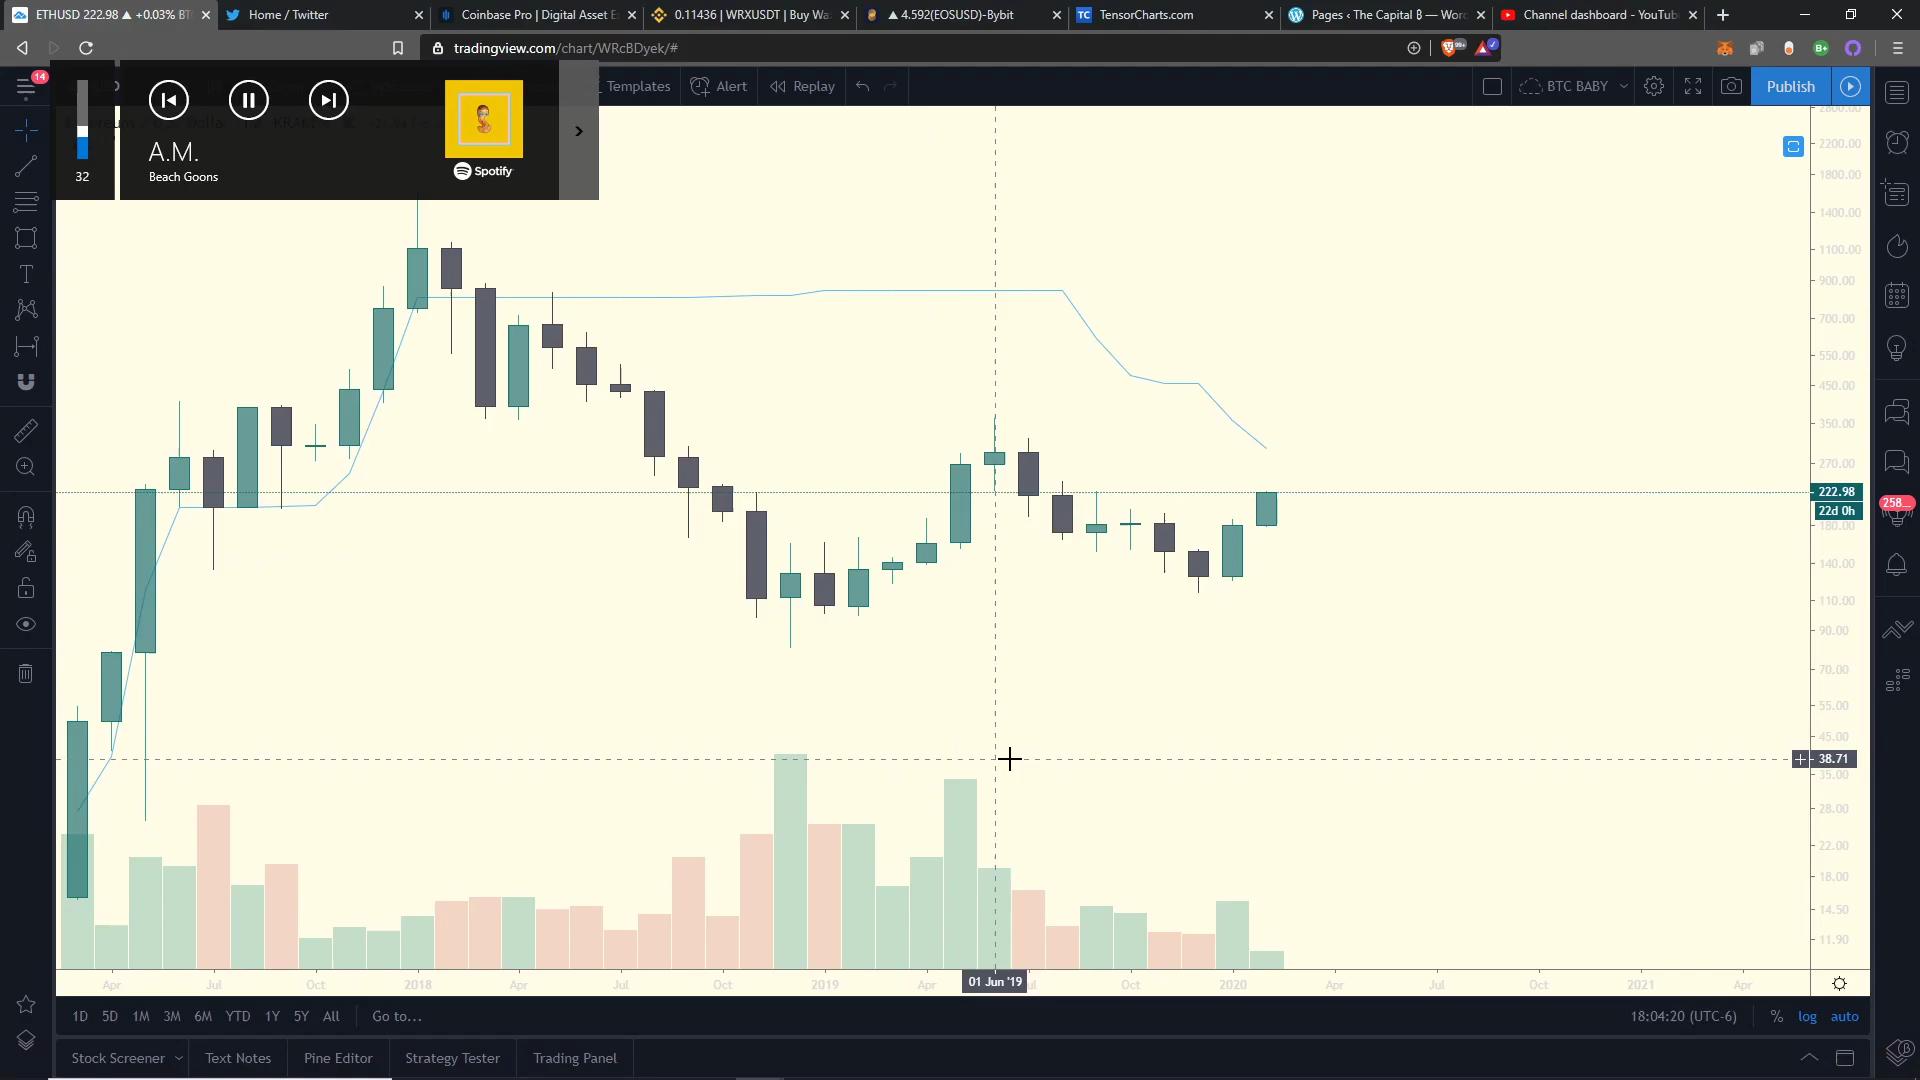 ETHUSD 222.98 ▲ +0.03% BT
Home / Twitter
Coinbase Pro | Digital Asset E
0.11436 | WRXUSDT | Buy Wa
▲ 4.592(EOSUSD)-Bybit
TC TensorCharts.com
Pages ‹ The Capital ₿ — Wor
Channel dashboard - YouTub
tradingview.com/chart/WRcBDyek/#
14
Templates
Alert
Replay
BTC BABY
Publish
32
A.M.
Beach Goons
Spotify
2200.00
1800.00
1400.00
1100.00
900.00
700.00
550.00
450.00
350.00
270.00
222.98
22d 0h
180.00
140.00
110.00
90.00
70.00
55.00
45.00
38.71
35.00
28.00
22.00
18.00
14.50
11.90
258...
Apr
Jul
Oct
2018
Apr
Jul
Oct
2019
Apr
01 Jun '19
Oct
2020
Apr
Jul
Oct
2021
Apr
1D 5D 1M 3M 6M YTD 1Y 5Y All Go to...
18:04:20 (UTC-6) % log auto
Stock Screener Text Notes Pine Editor Strategy Tester Trading Panel